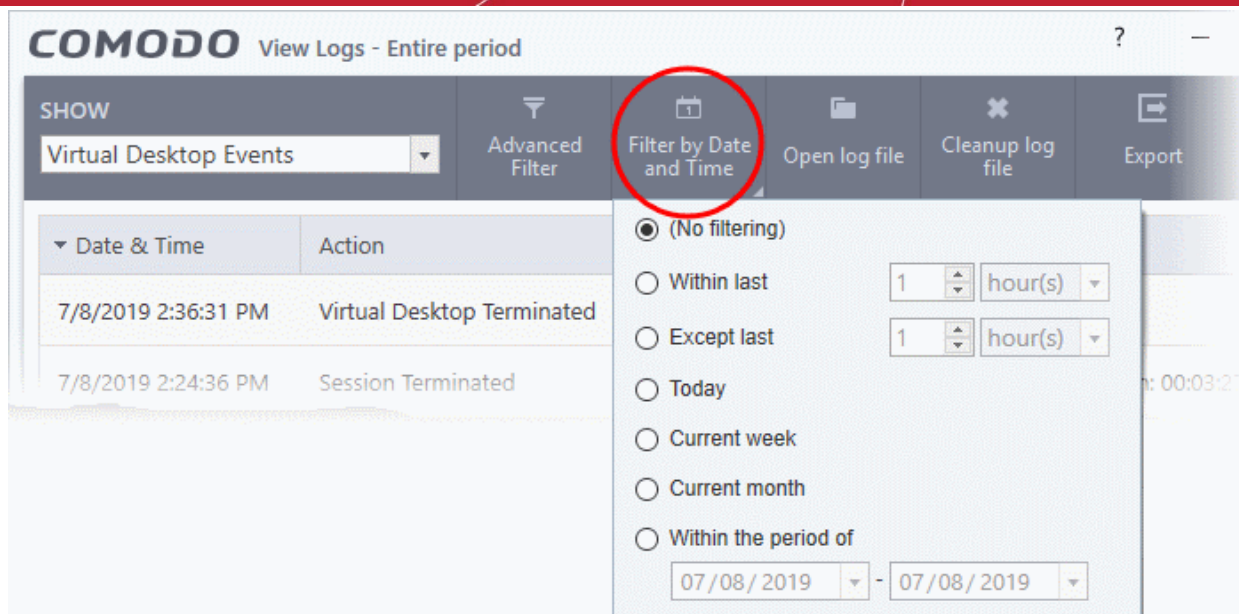 COMODO View Logs - Entire period ? —
SHOW
Virtual Desktop Events
Advanced
Filter
Filter by Date
and Time
1
Open log file
Cleanup log
file
Export
Date & Time Action
7/8/2019 2:36:31 PM Virtual Desktop Terminated
7/8/2019 2:24:36 PM Session Terminated
(No filtering)
Within last 1 hour(s)
Except last 1 hour(s)
Today
Current week
Current month
Within the period of
07/08/2019 - 07/08/2019